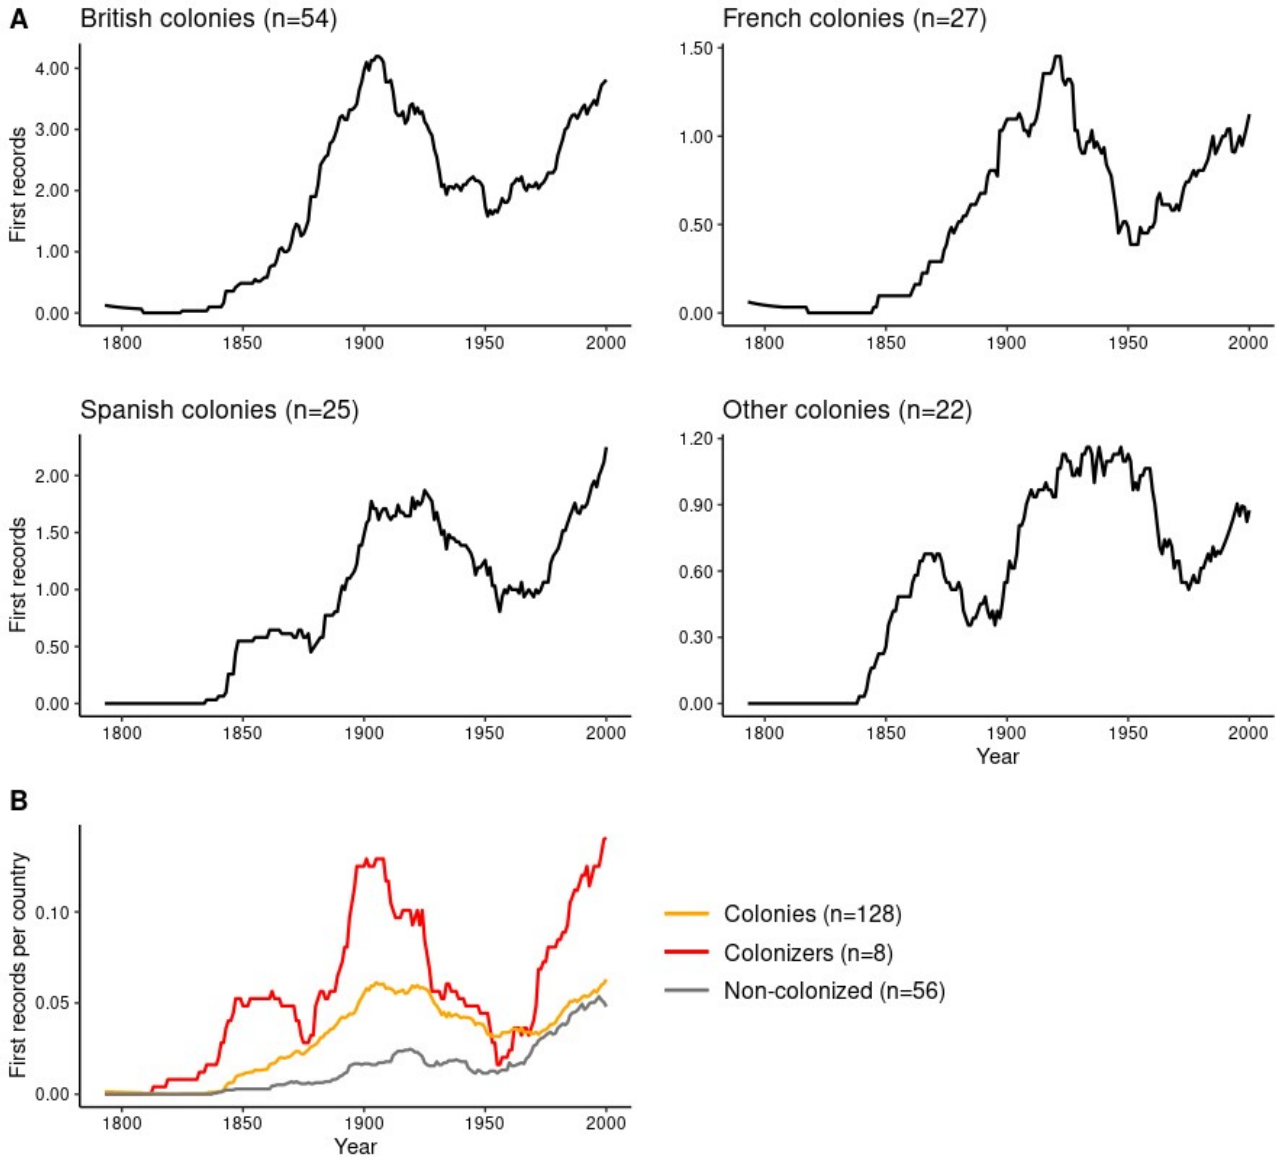 A
British colonies (n=54)
First records
4.00
3.00
2.00
1.00
0.00
1800 1850 1900 1950 2000
French colonies (n=27)
1.50
1.00
0.50
0.00
1800 1850 1900 1950 2000
Spanish colonies (n=25)
First records
2.00
1.50
1.00
0.50
0.00
1800 1850 1900 1950 2000
Other colonies (n=22)
1.20
0.90
0.60
0.30
0.00
1800 1850 1900 1950 2000
Year
B
First records per country
0.10
0.05
0.00
1800 1850 1900 1950 2000
Year
Colonies (n=128)
Colonizers (n=8)
Non-colonized (n=56)